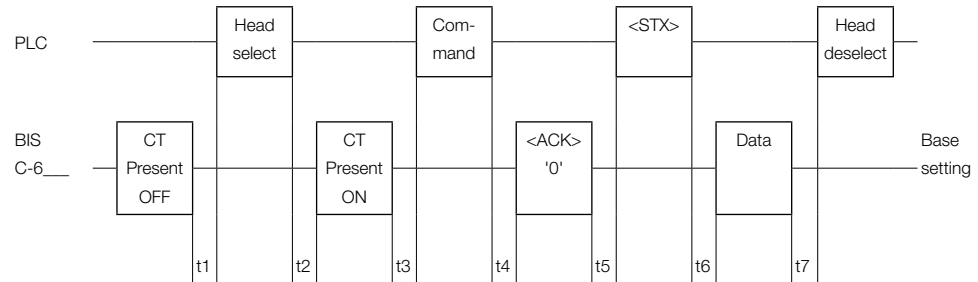 PLC
Head
select
Com-
mand
<STX>
Head
deselect
BIS
C-6___
CT
Present
OFF
CT
Present
ON
<ACK>
'0'
Data
Base
setting
t1
t2
t3
t4
t5
t6
t7